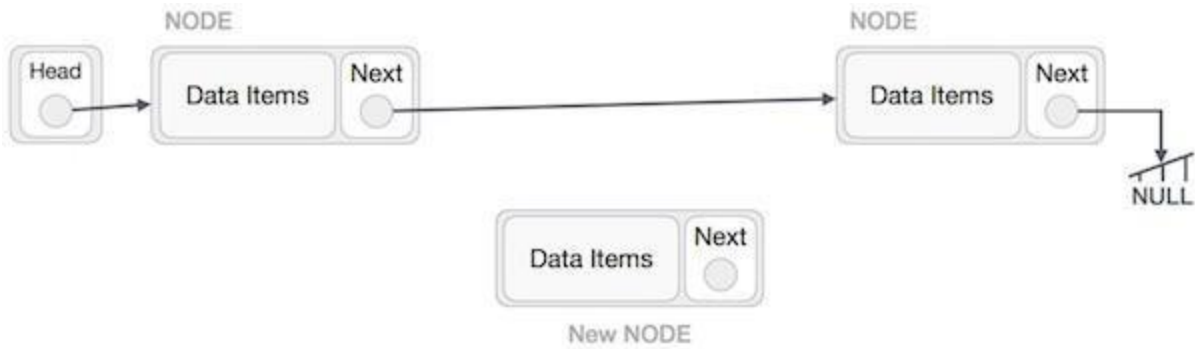 NODE
NODE
Head
Data Items
Next
Data Items
Next
NULL
Data Items
Next
New NODE